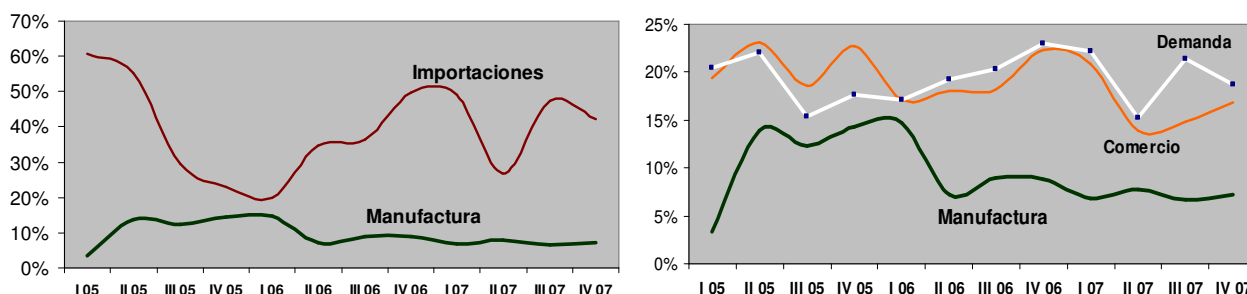 70%
60%
50%
40%
30%
20%
10%
0%
Importaciones
Manufactura
I 05 II 05 III 05 IV 05 I 06 II 06 III 06 IV 06 I 07 II 07 III 07 IV 07
25%
20%
15%
10%
5%
0%
Demanda
Comercio
Manufactura
I 05 II 05 III 05 IV 05 I 06 II 06 III 06 IV 06 I 07 II 07 III 07 IV 07